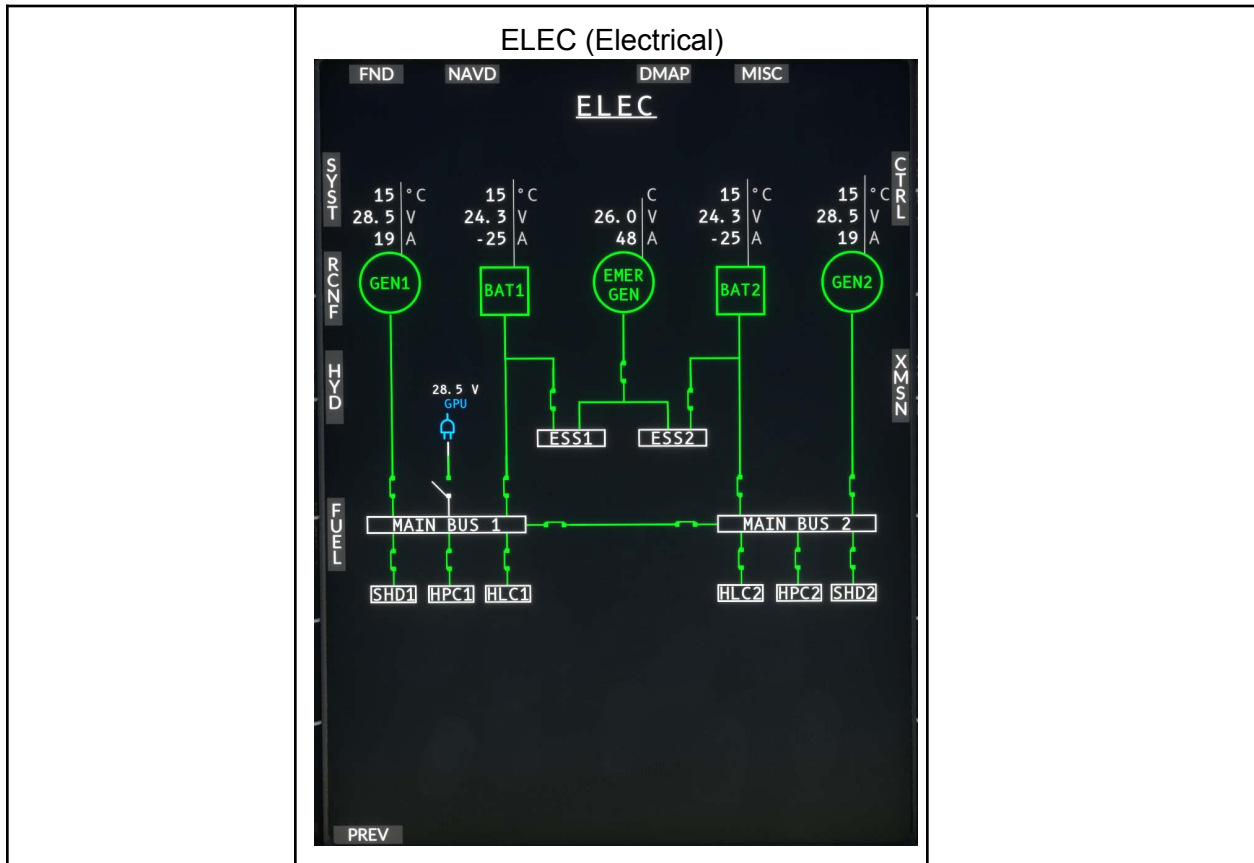 ELEC (Electrical)
FND NAVD DMAP MISC
ELEC
SYST
CTRL
15 °C 15 °C C 15 °C 15 °C
28.5 V 24.3 V 26.0 V 24.3 V 28.5 V
19 A -25 A 48 A -25 A 19 A
RCNF
GEN1 BAT1 EMER GEN BAT2 GEN2
HYD
XMSN
28.5 V
GPU
ESS1 ESS2
FUEL
MAIN BUS 1 MAIN BUS 2
SHD1 HPC1 HLC1 HLC2 HPC2 SHD2
PREV